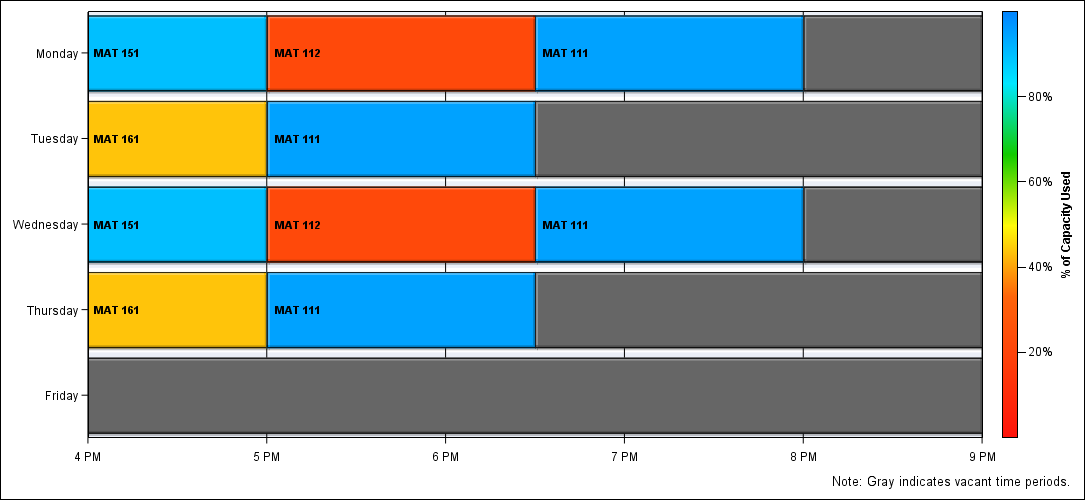 Monday
MAT 151
MAT 112
MAT 111
Tuesday
MAT 161
MAT 111
Wednesday
MAT 151
MAT 112
MAT 111
Thursday
MAT 161
MAT 111
Friday
4 PM
5 PM
6 PM
7 PM
8 PM
9 PM
80%
60%
40%
20%
% of Capacity Used
Note: Gray indicates vacant time periods.